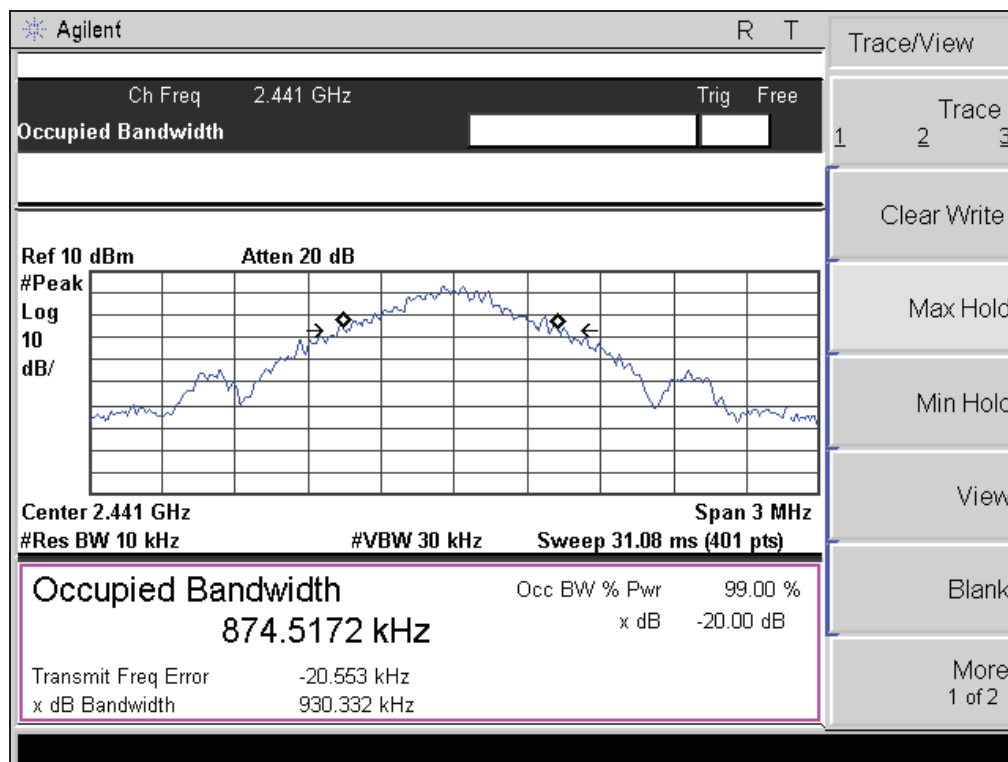 Agilent R T
Ch Freq 2.441 GHz Trig Free
Occupied Bandwidth
Ref 10 dBm Atten 20 dB
#Peak
Log
10
dB/
Center 2.441 GHz Span 3 MHz
#Res BW 10 kHz #VBW 30 kHz Sweep 31.08 ms (401 pts)
Occupied Bandwidth Occ BW % Pwr 99.00 %
874.5172 kHz x dB -20.00 dB
Transmit Freq Error -20.553 kHz
x dB Bandwidth 930.332 kHz
Trace/View
Trace
1 2 3
Clear Write
Max Hold
Min Hold
View
Blank
More
1 of 2